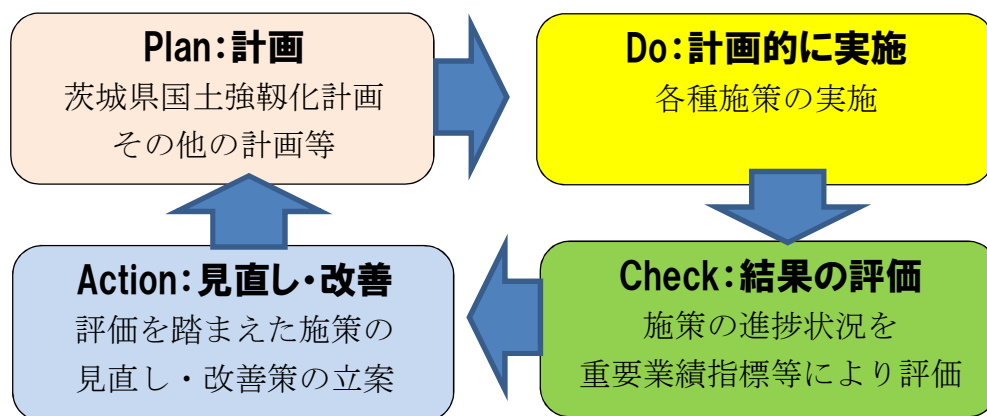 Plan:計画
茨城県国土強靱化計画
その他の計画等
Do:計画的に実施
各種施策の実施
Check:結果の評価
施策の進捗状況を
重要業績指標等により評価
Action:見直し・改善
評価を踏まえた施策の
見直し・改善策の立案